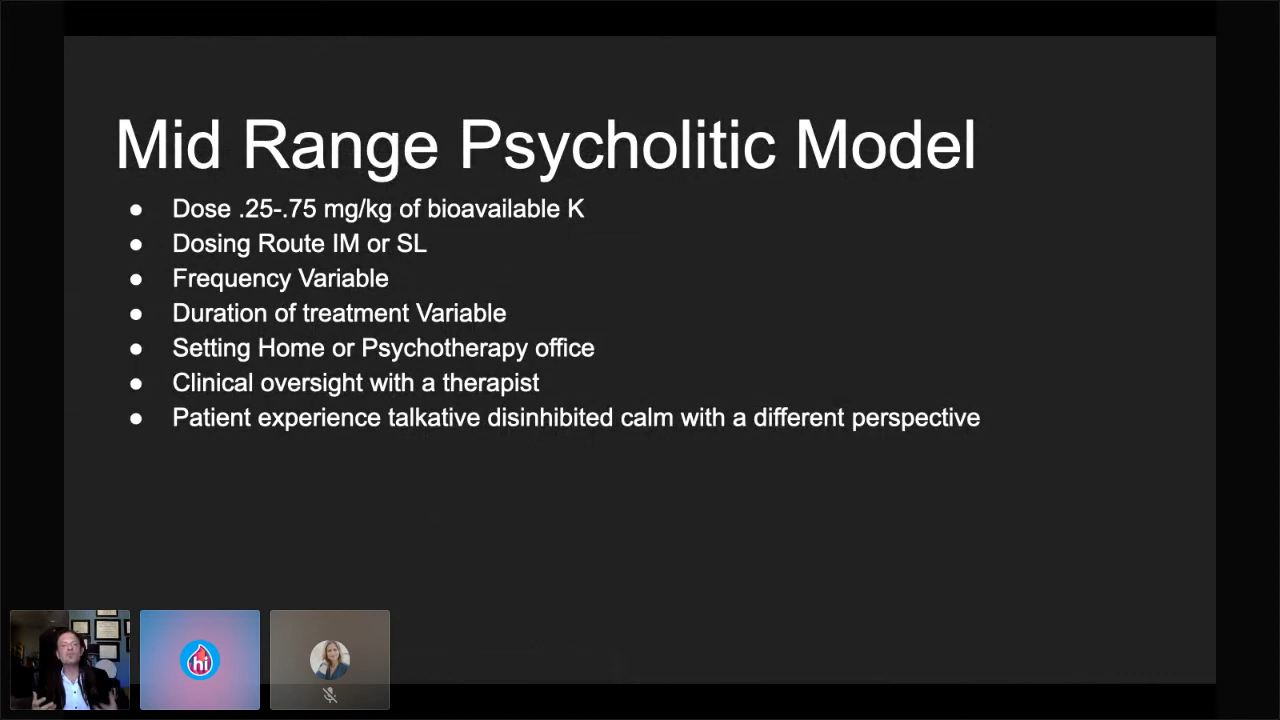 Mid Range Psycholitic Model
● Dose .25-.75 mg/kg of bioavailable K
● Dosing Route IM or SL
● Frequency Variable
● Duration of treatment Variable
● Setting Home or Psychotherapy office
● Clinical oversight with a therapist
● Patient experience talkative disinhibited calm with a different perspective
hi